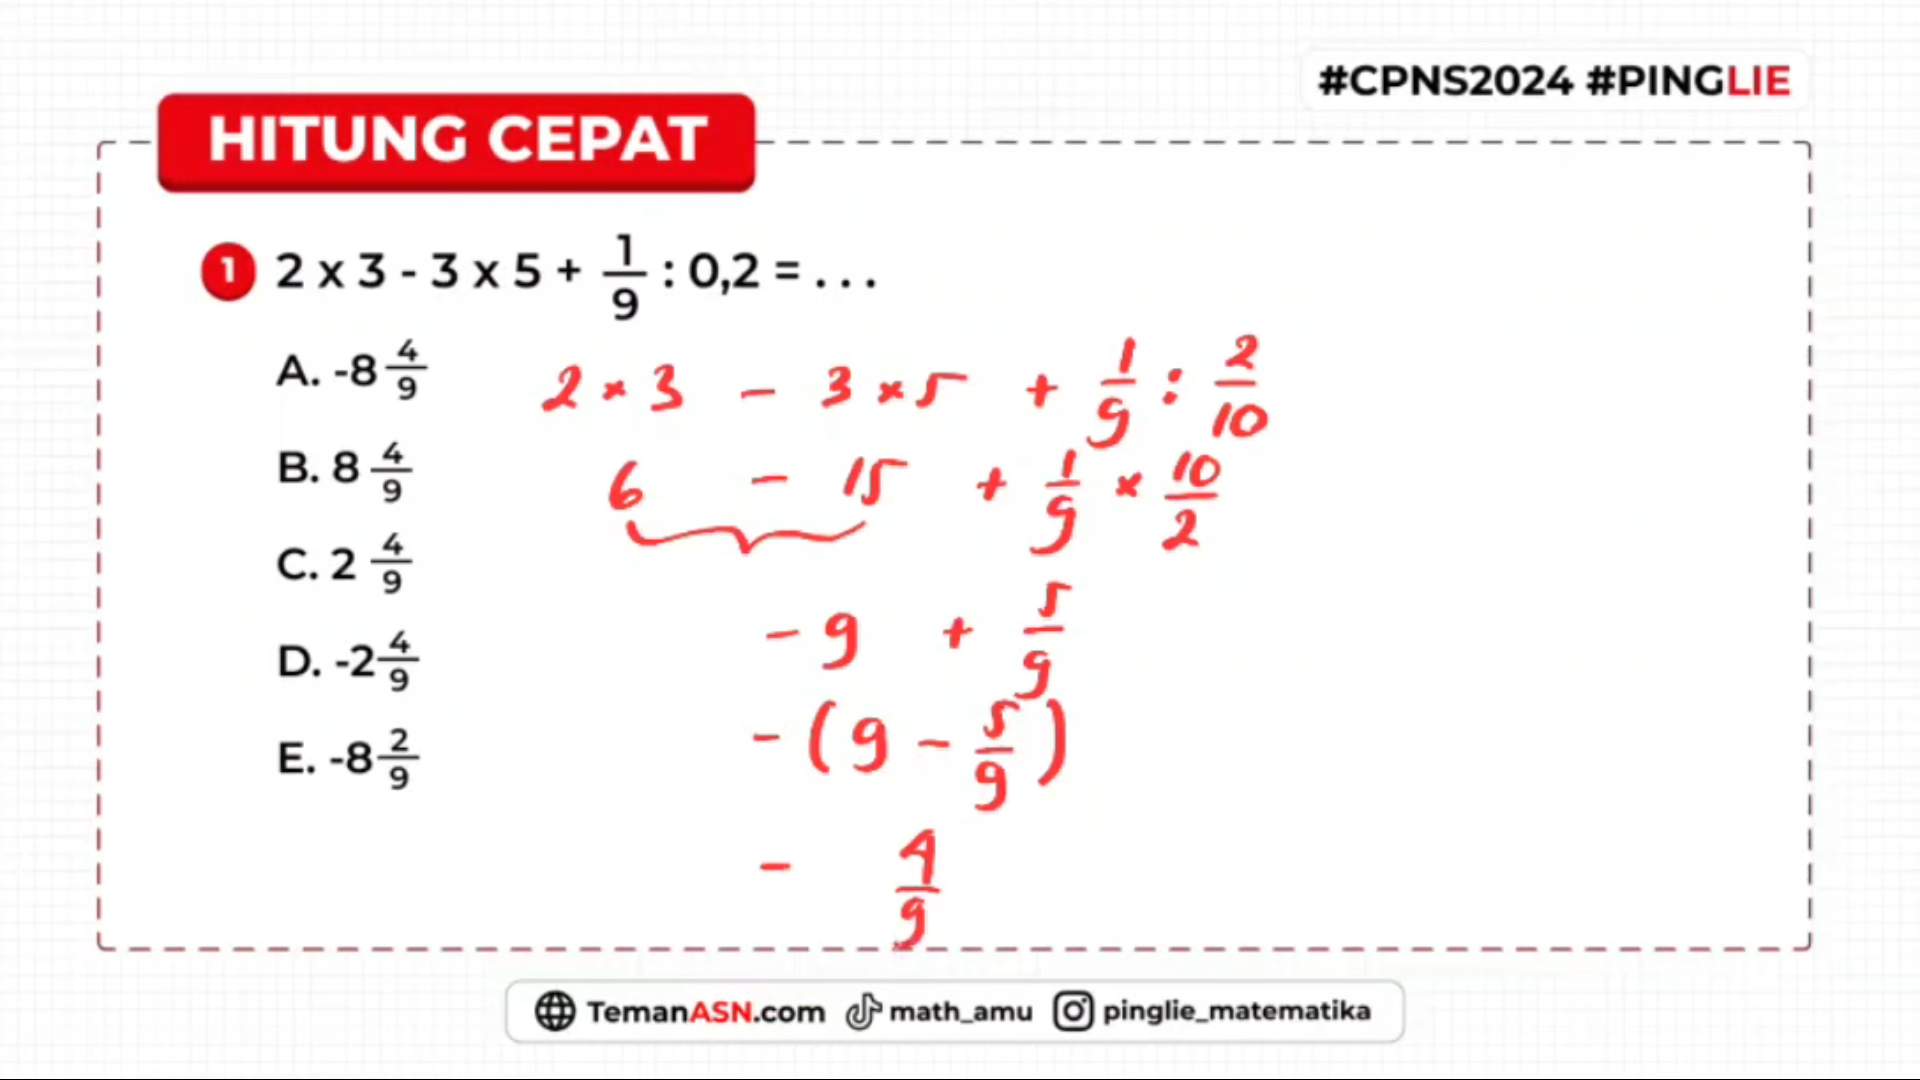 #CPNS2024 #PINGLIE
HITUNG CEPAT
1 2 x 3 - 3 x 5 + 1/9 : 0,2 = . . .
A. -8 4/9
B. 8 4/9
C. 2 4/9
D. -2 4/9
E. -8 2/9
2 × 3 - 3 × 5 + 1/9 : 2/10
6 - 15 + 1/9 × 10/2
- 9 + 5/9
- ( 9 - 5/9 )
- 4/9
TemanASN.com math_amu pinglie_matematika